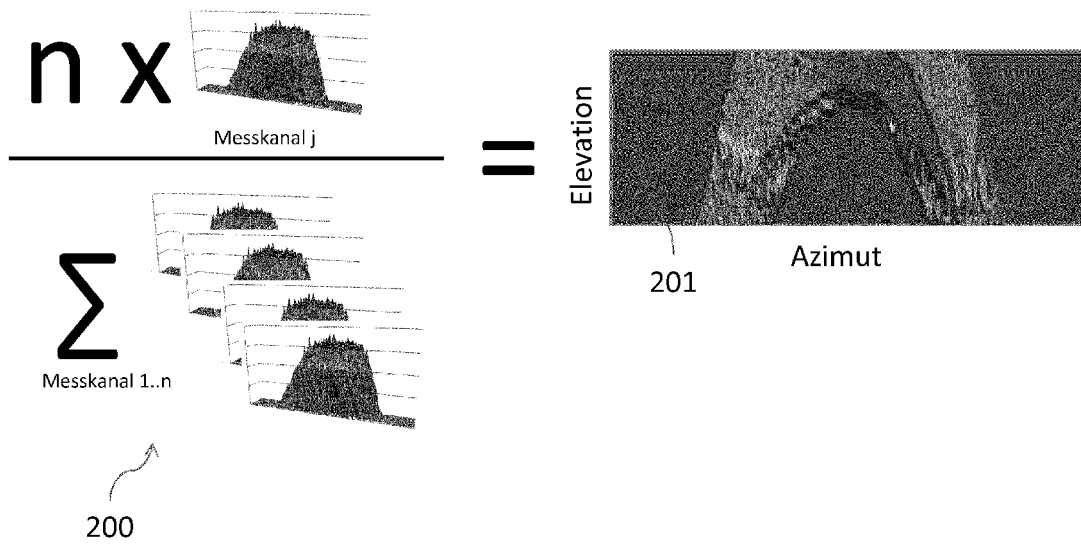 n x
Messkanal j
=
Σ
Messkanal 1..n
200
Elevation
201
Azimut